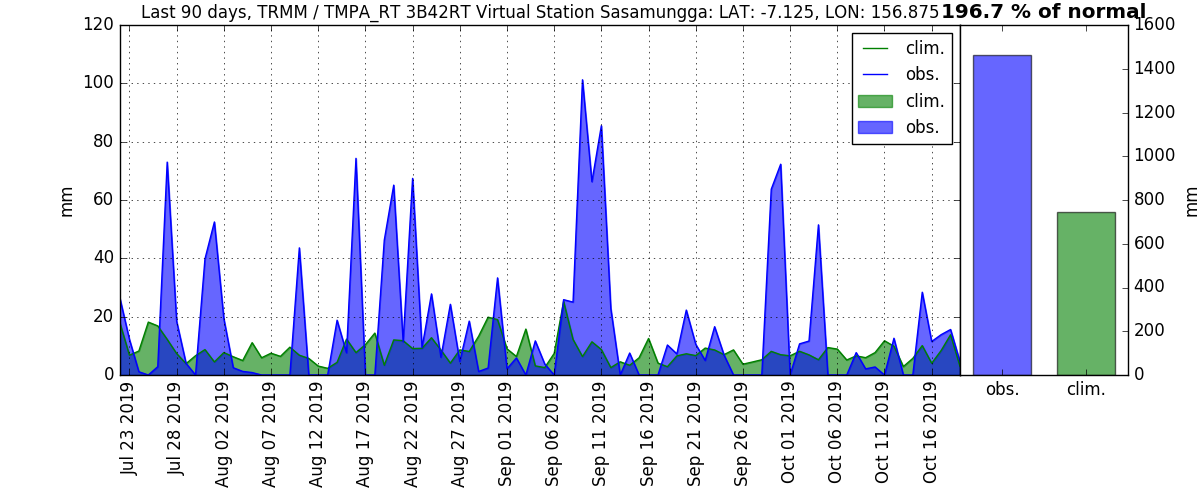 Last 90 days, TRMM / TMPA_RT 3B42RT Virtual Station Sasamungga: LAT: -7.125, LON: 156.875
196.7 % of normal
120
100
80
60
40
20
0
mm
clim.
obs.
clim.
obs.
Jul 23 2019
Jul 28 2019
Aug 02 2019
Aug 07 2019
Aug 12 2019
Aug 17 2019
Aug 22 2019
Aug 27 2019
Sep 01 2019
Sep 06 2019
Sep 11 2019
Sep 16 2019
Sep 21 2019
Sep 26 2019
Oct 01 2019
Oct 06 2019
Oct 11 2019
Oct 16 2019
obs.
clim.
1600
1400
1200
1000
800
600
400
200
0
mm